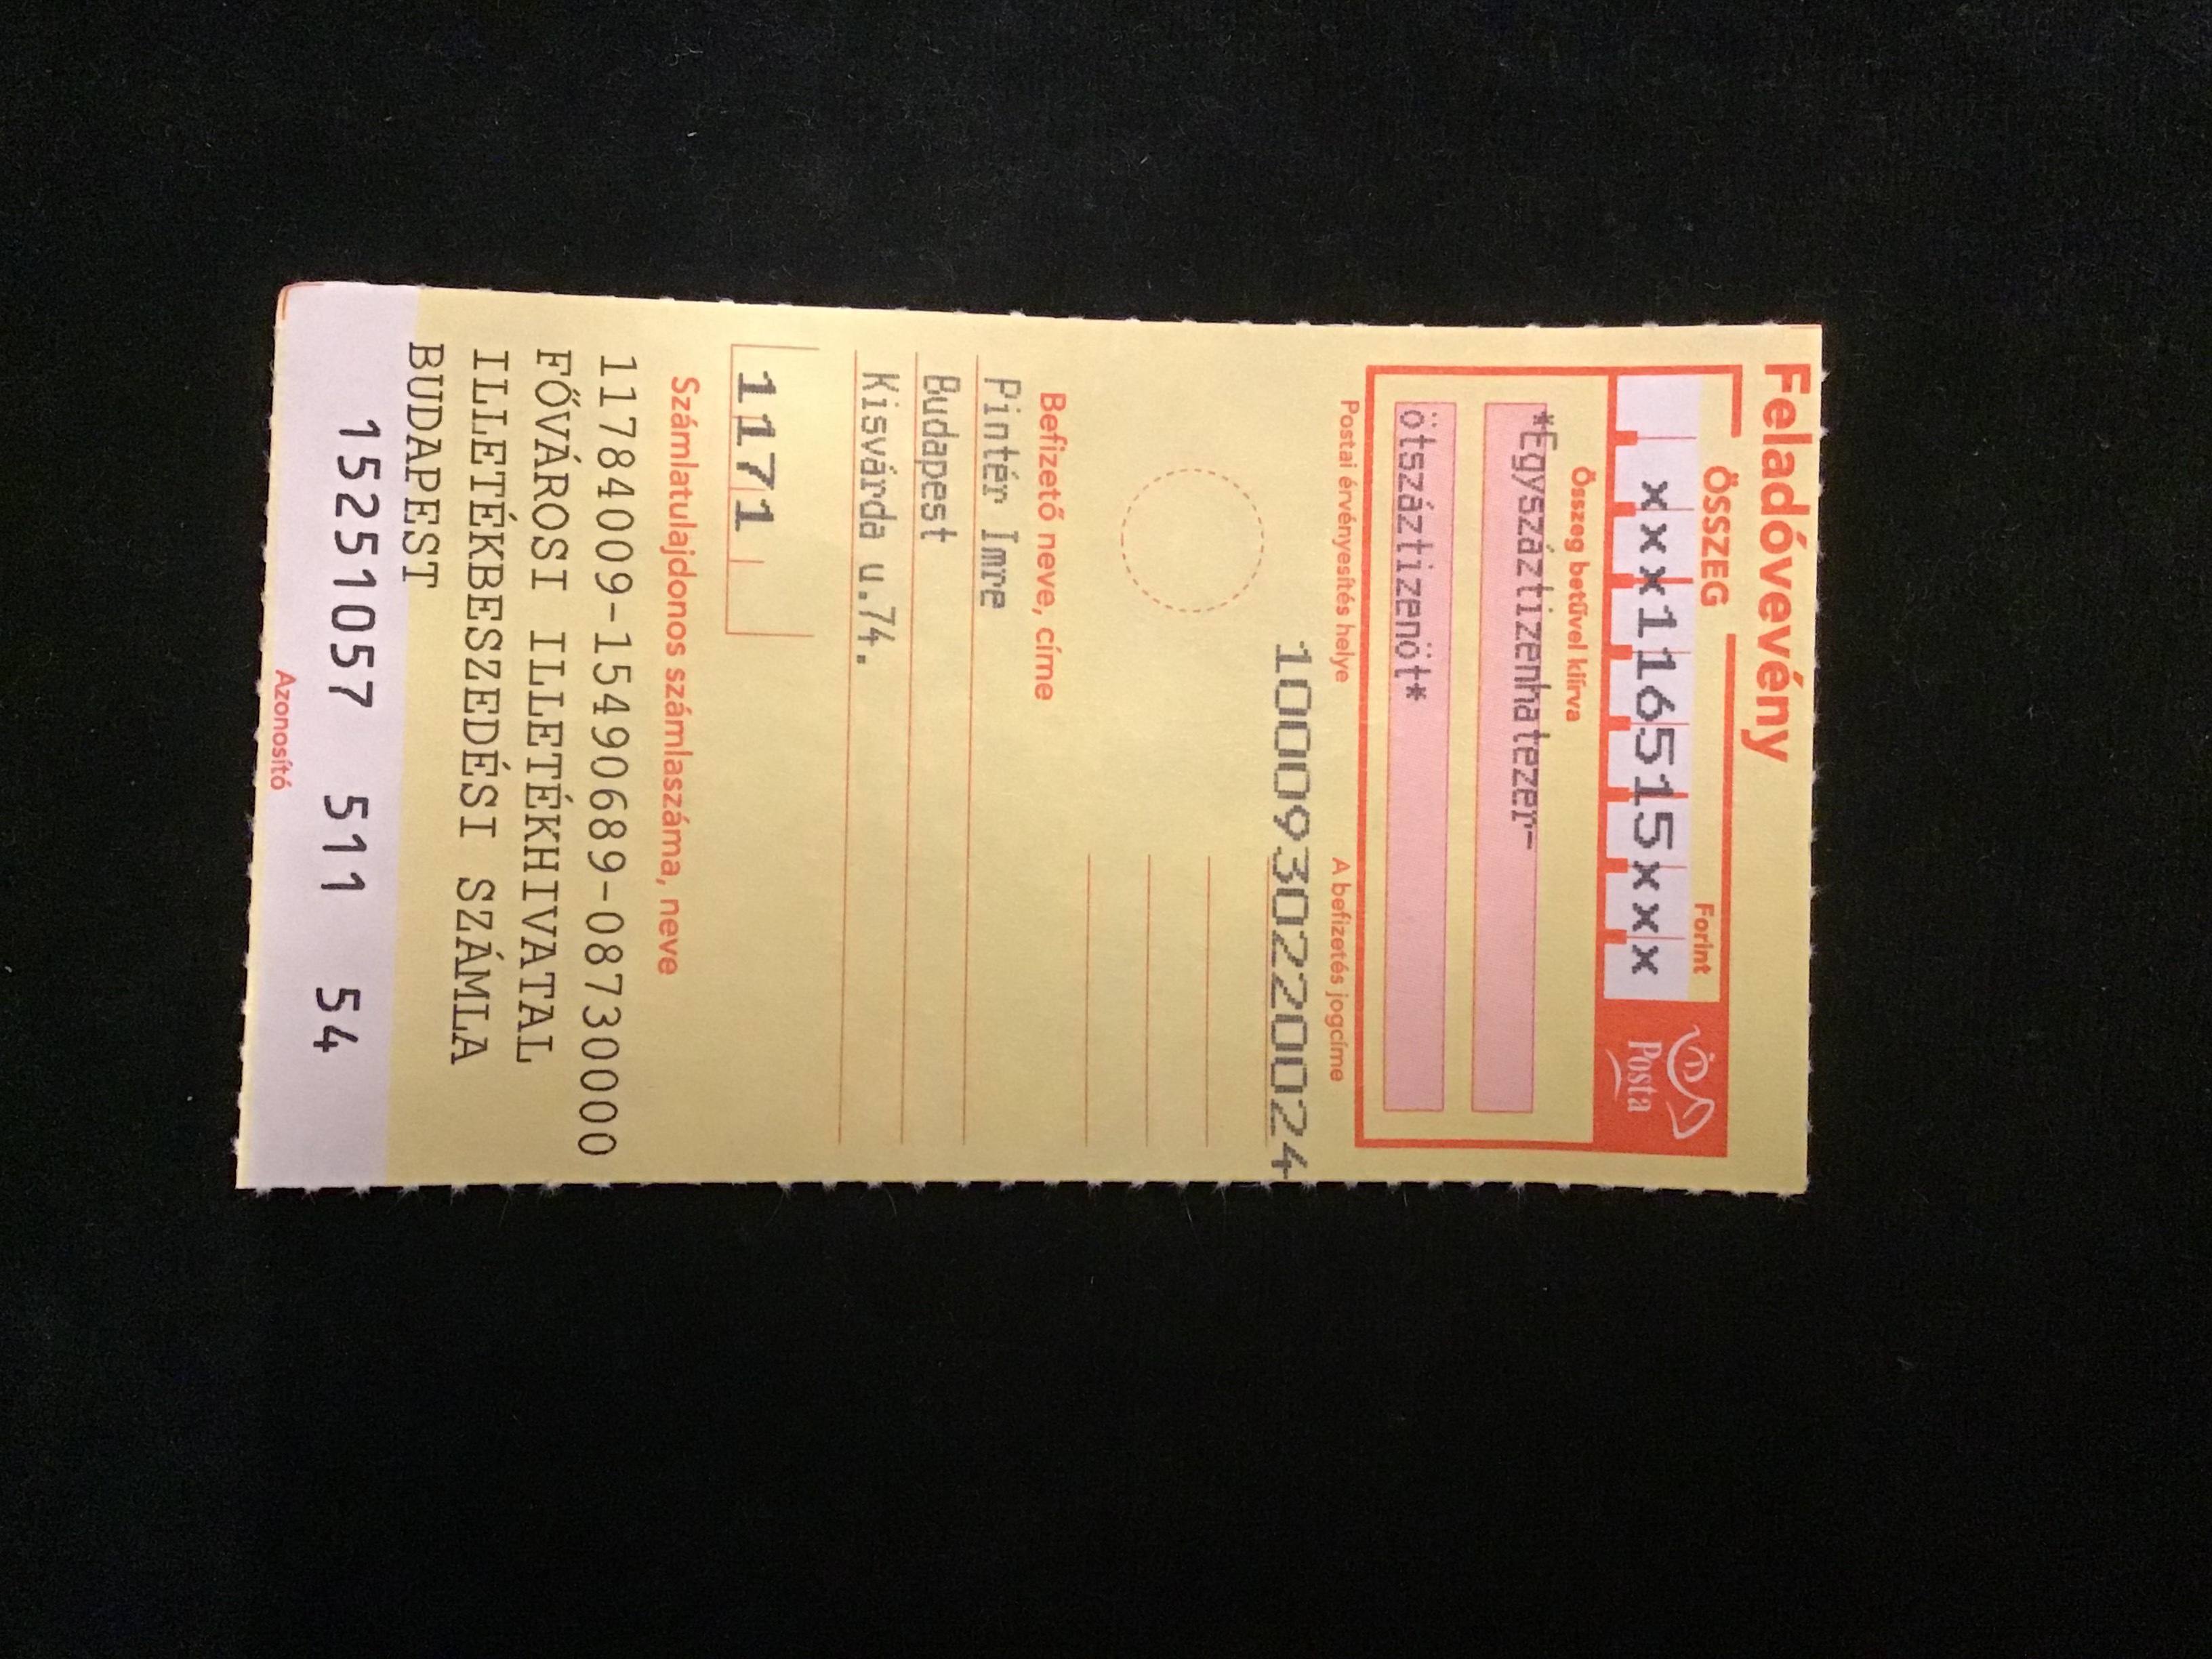 Feladóvevény
ÖSSZEG
Forint
xxx116515xxx
Posta
Összeg betűvel kiírva
*Egyszáztizenhatezer-
ötszáztizenöt*
Postai érvényesítés helye
A befizetés jogcíme
1000930220024
Befizető neve, címe
Pintér Imre
Budapest
Kisvárda u.74.
1171
Számlatulajdonos számlaszáma, neve
11784009-15490689-08730000
FŐVÁROSI ILLETÉKHIVATAL
ILLETÉKBESZEDÉSI SZÁMLA
BUDAPEST
15251057 511 54
Azonosító